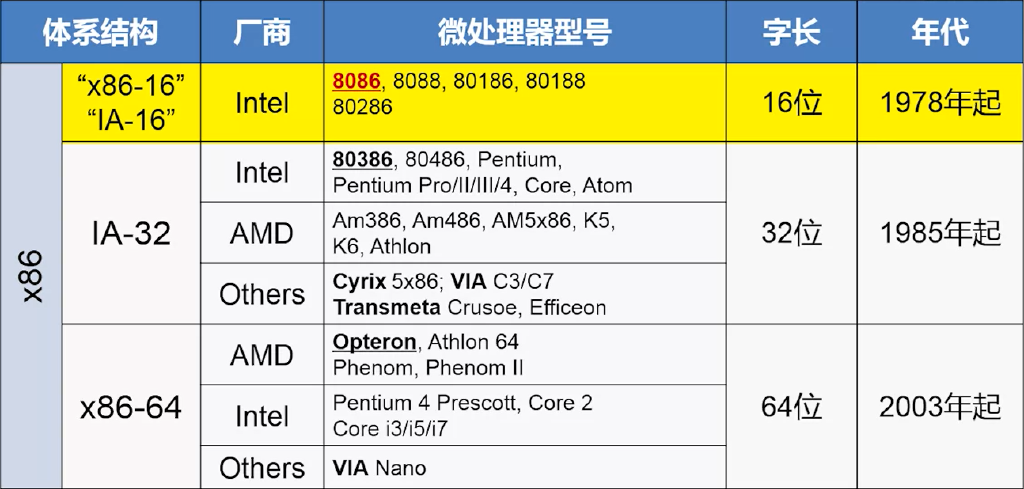 体系结构 厂商 微处理器型号 字长 年代
x86
“x86-16”
“IA-16”
Intel
8086, 8088, 80186, 80188
80286
16位
1978年起
IA-32
Intel
80386, 80486, Pentium,
Pentium Pro/II/III/4, Core, Atom
AMD
Am386, Am486, AM5x86, K5,
K6, Athlon
Others
Cyrix 5x86; VIA C3/C7
Transmeta Crusoe, Efficeon
32位
1985年起
x86-64
AMD
Opteron, Athlon 64
Phenom, Phenom II
Intel
Pentium 4 Prescott, Core 2
Core i3/i5/i7
Others
VIA Nano
64位
2003年起